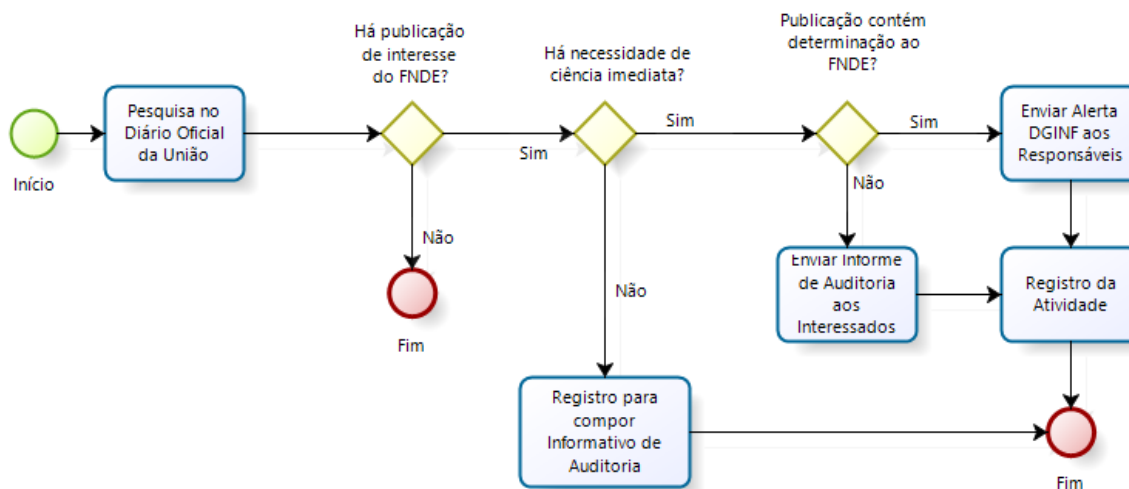 Há publicação
de interesse
do FNDE?
Há necessidade de
ciência imediata?
Publicação contém
determinação ao
FNDE?
Início
Pesquisa no
Diário Oficial
da União
Sim
Sim
Sim
Enviar Alerta
DGINF aos
Responsáveis
Não
Não
Não
Fim
Enviar Informe
de Auditoria
aos
Interessados
Registro da
Atividade
Registro para
compor
Informativo de
Auditoria
Fim